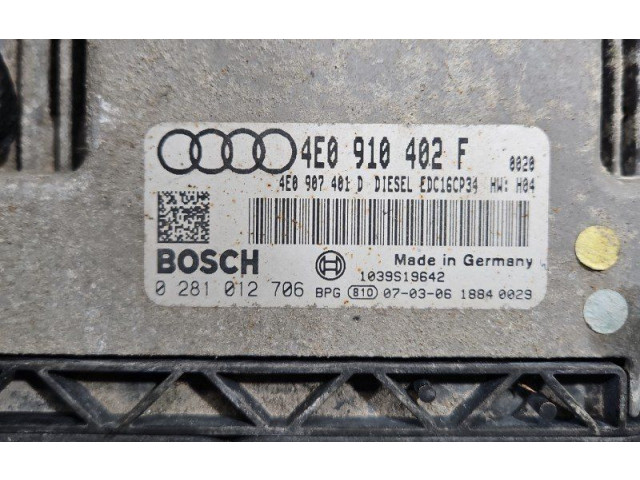 4E0 910 402 F 0020
4E0 907 401 D DIESEL EDC16CP34 HW: H04
BOSCH
Made in Germany
1039S19642
0 281 012 706 BPG 810 07-03-06 1884 0029